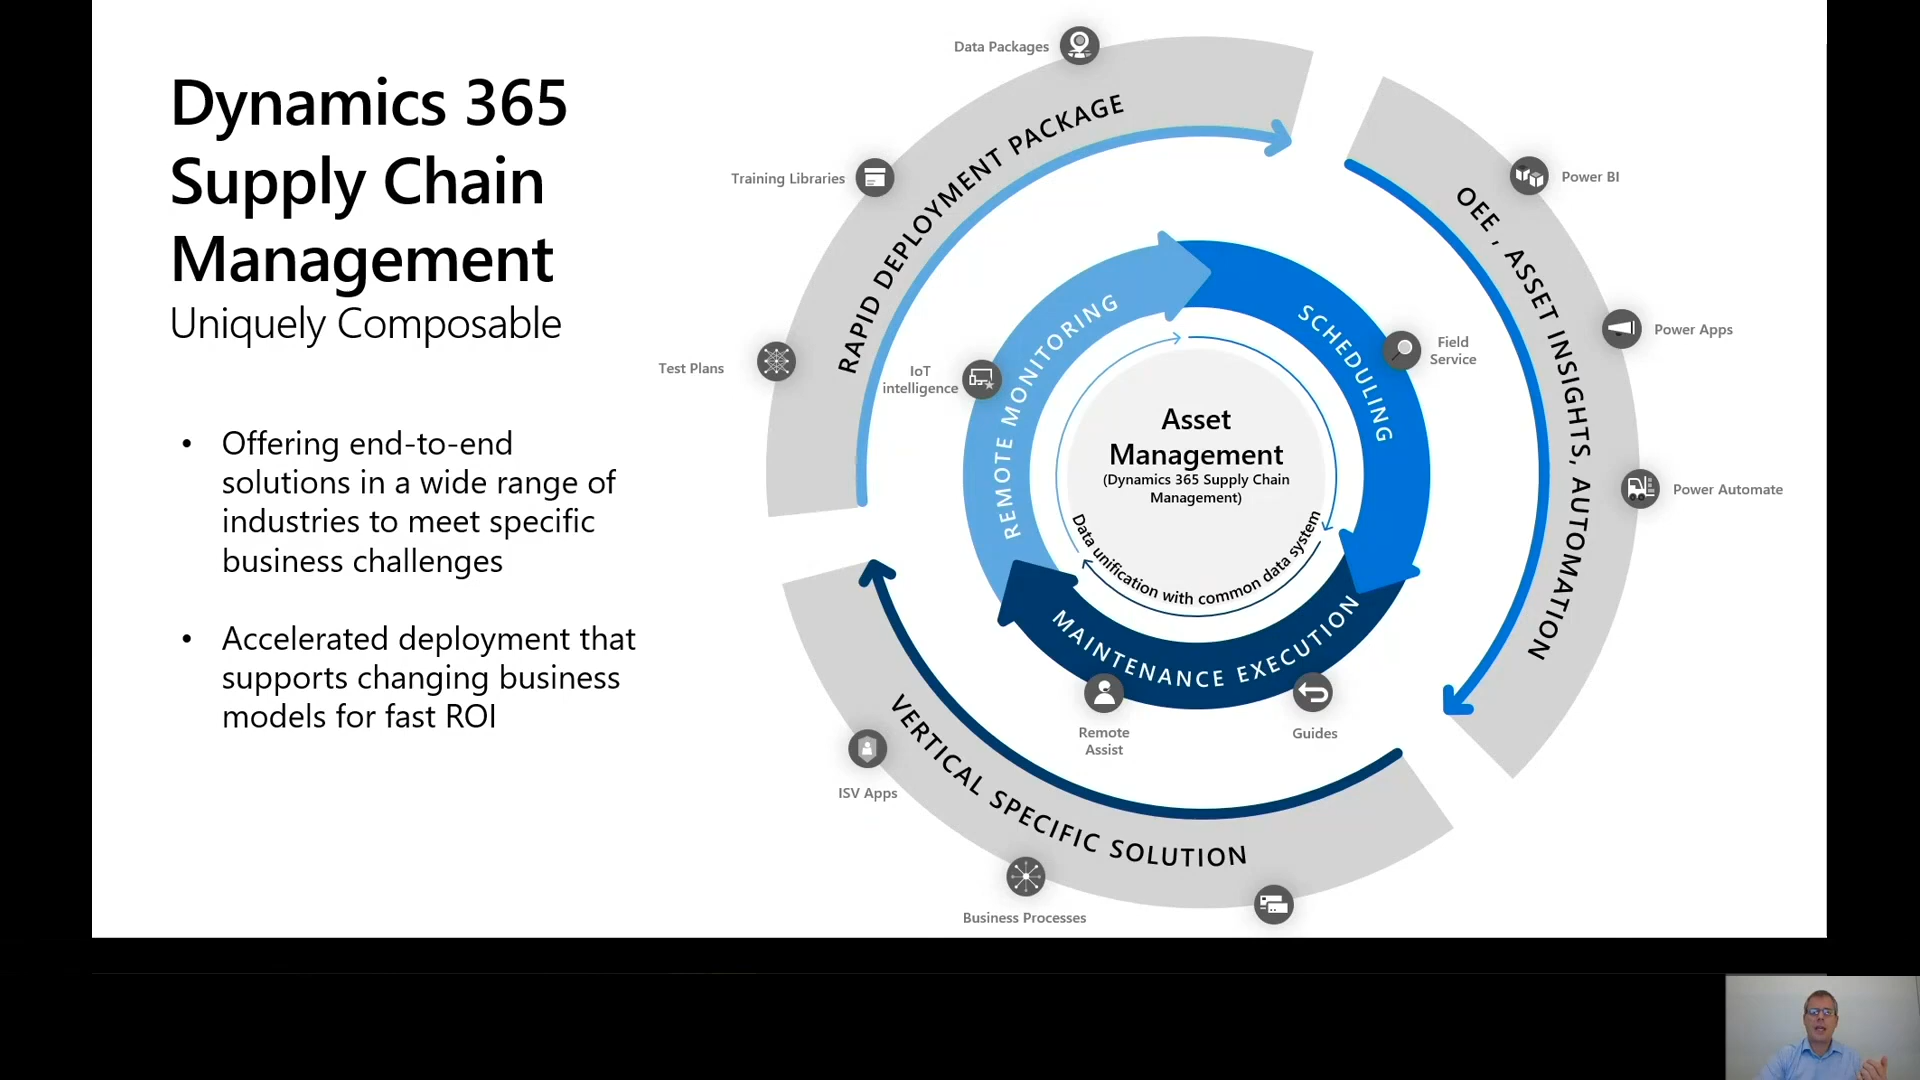 Dynamics 365
Supply Chain
Management
Uniquely Composable
• Offering end-to-end
solutions in a wide range of
industries to meet specific
business challenges
• Accelerated deployment that
supports changing business
models for fast ROI
Data Packages
Training Libraries
Test Plans
RAPID DEPLOYMENT PACKAGE
Power BI
Power Apps
Power Automate
OEE , ASSET INSIGHTS, AUTOMATION
REMOTE MONITORING
IoT
intelligence
SCHEDULING
Field
Service
Asset
Management
(Dynamics 365 Supply Chain
Management)
Data unification with common data system
MAINTENANCE EXECUTION
Remote
Assist
Guides
VERTICAL SPECIFIC SOLUTION
ISV Apps
Business Processes